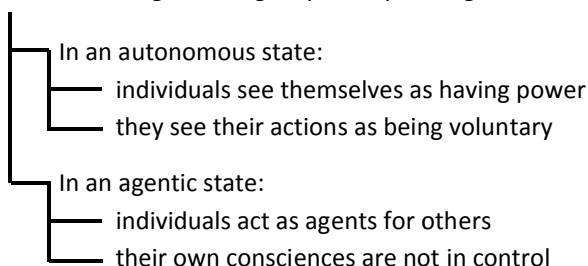 In an autonomous state:
individuals see themselves as having power
they see their actions as being voluntary
In an agentic state:
individuals act as agents for others
their own consciences are not in control